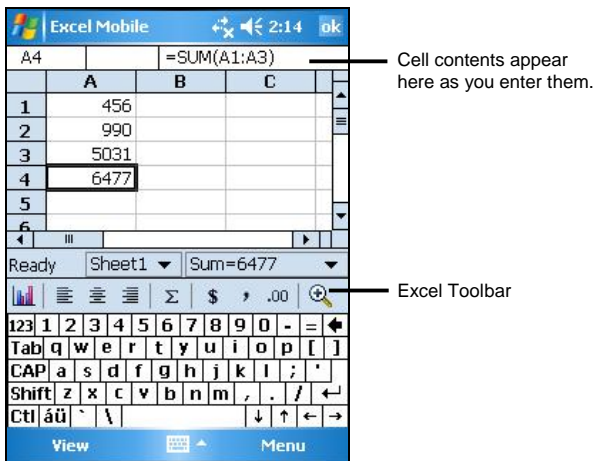 Excel Mobile 2:14 ok
A4 =SUM(A1:A3)
Cell contents appear
here as you enter them.
A B C
1 456
2 990
3 5031
4 6477
5
6
Ready Sheet1 Sum=6477
Σ $ , .00
Excel Toolbar
123 1 2 3 4 5 6 7 8 9 0 - =
Tab q w e r t y u i o p [ ]
CAP a s d f g h j k l ; '
Shift z x c v b n m , . /
Ctl áü ` \ ↓ ↑ ← →
View Menu